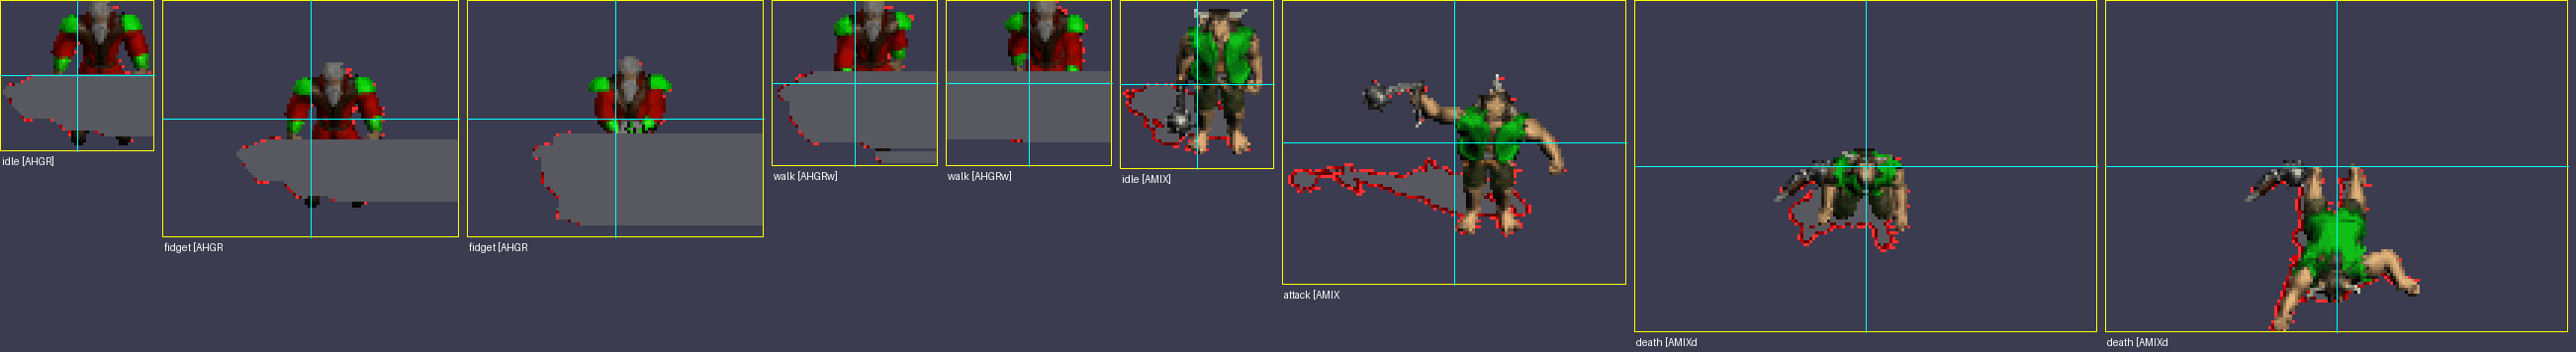 idle [AHGR]
fidget [AHGR
fidget [AHGR
walk [AHGRw]
walk [AHGRw]
idle [AMIX]
attack [AMIX
death [AMIXd
death [AMIXd